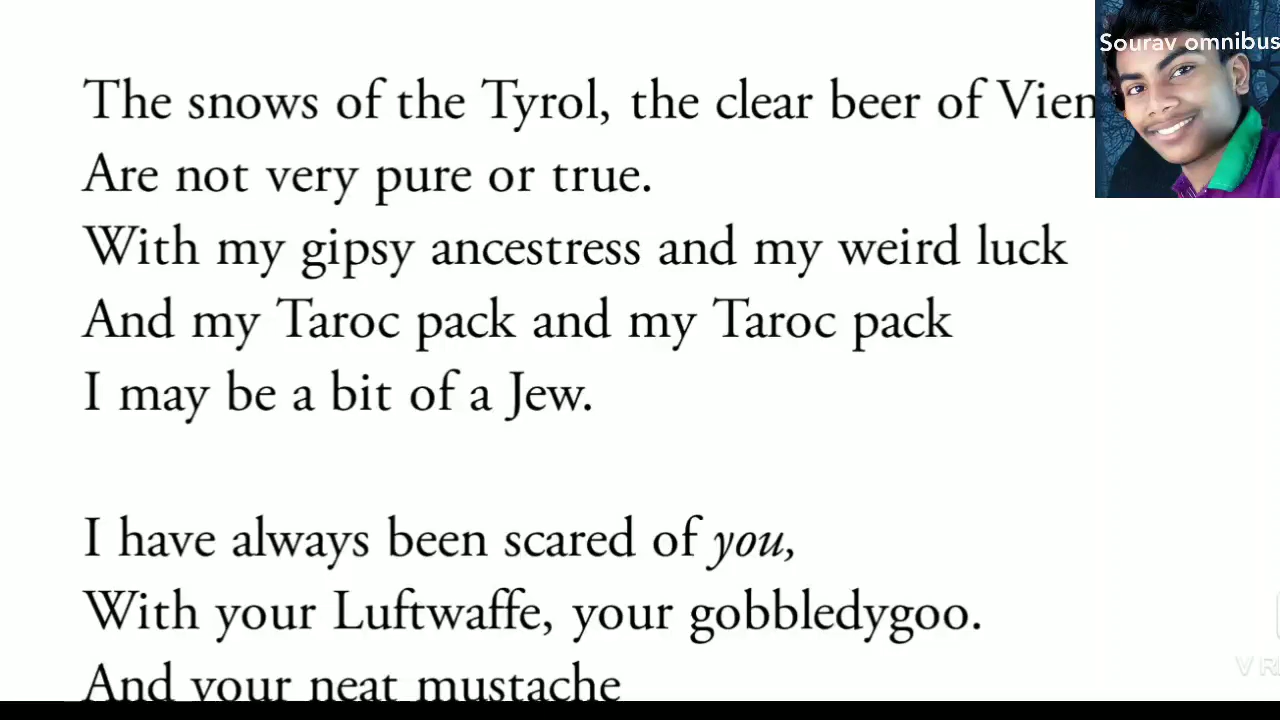 The snows of the Tyrol, the clear beer of
Are not very pure or true.
With my gipsy ancestress and my weird luck
And my Taroc pack and my Taroc pack
I may be a bit of a Jew.
I have always been scared of you,
With your Luftwaffe, your gobbledygoo.
And your neat mustache
Sourav omnibus